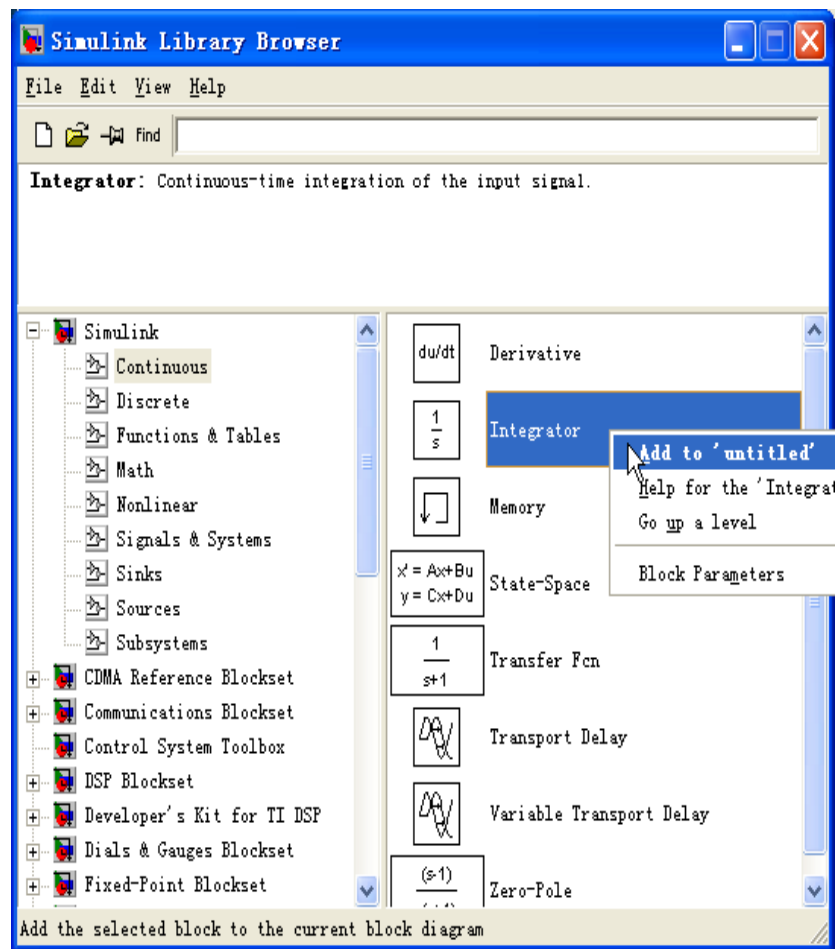 Simulink Library Browser
File Edit View Help
Find
Integrator: Continuous-time integration of the input signal.
Simulink
Continuous
Discrete
Functions & Tables
Math
Nonlinear
Signals & Systems
Sinks
Sources
Subsystems
CDMA Reference Blockset
Communications Blockset
Control System Toolbox
DSP Blockset
Developer's Kit for TI DSP
Dials & Gauges Blockset
Fixed-Point Blockset
du/dt Derivative
1
s
Integrator
Memory
x' = Ax+Bu
y = Cx+Du
State-Space
1
s+1
Transfer Fcn
Transport Delay
Variable Transport Delay
(s-1)
Zero-Pole
Add to 'untitled'
Help for the 'Integrat
Go up a level
Block Parameters
Add the selected block to the current block diagram